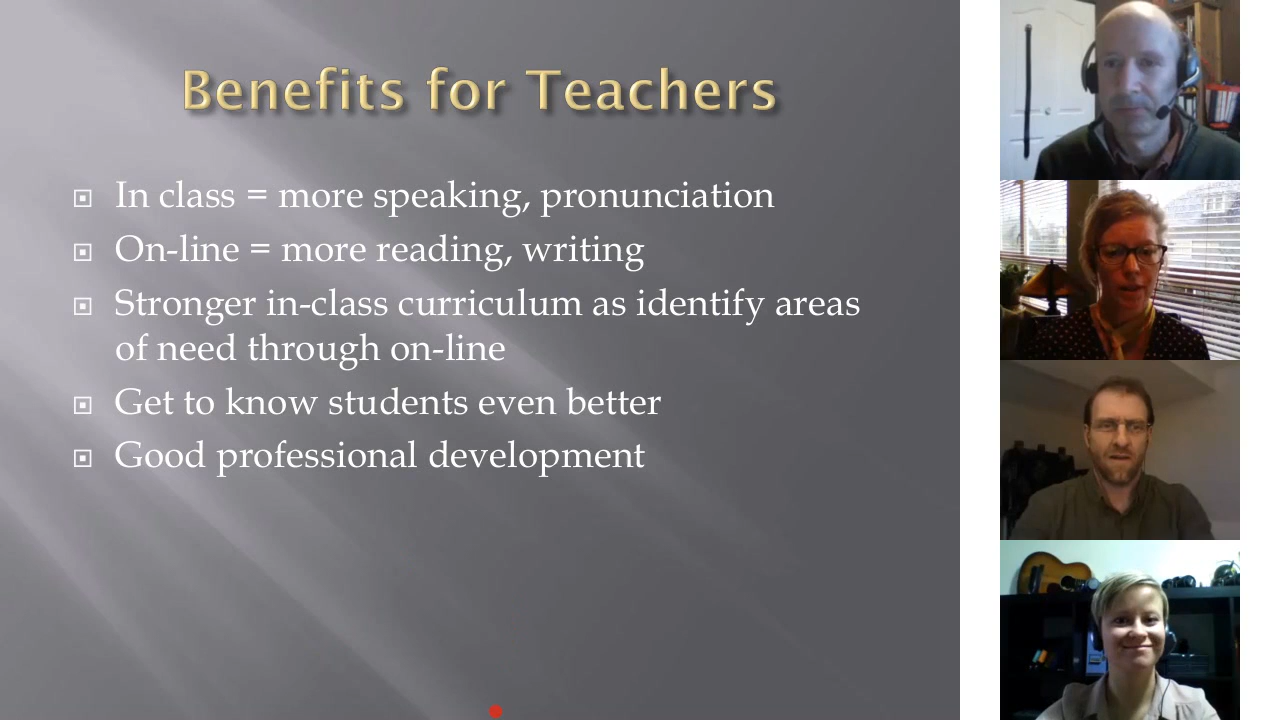 Benefits for Teachers
In class = more speaking, pronunciation
On-line = more reading, writing
Stronger in-class curriculum as identify areas
of need through on-line
Get to know students even better
Good professional development